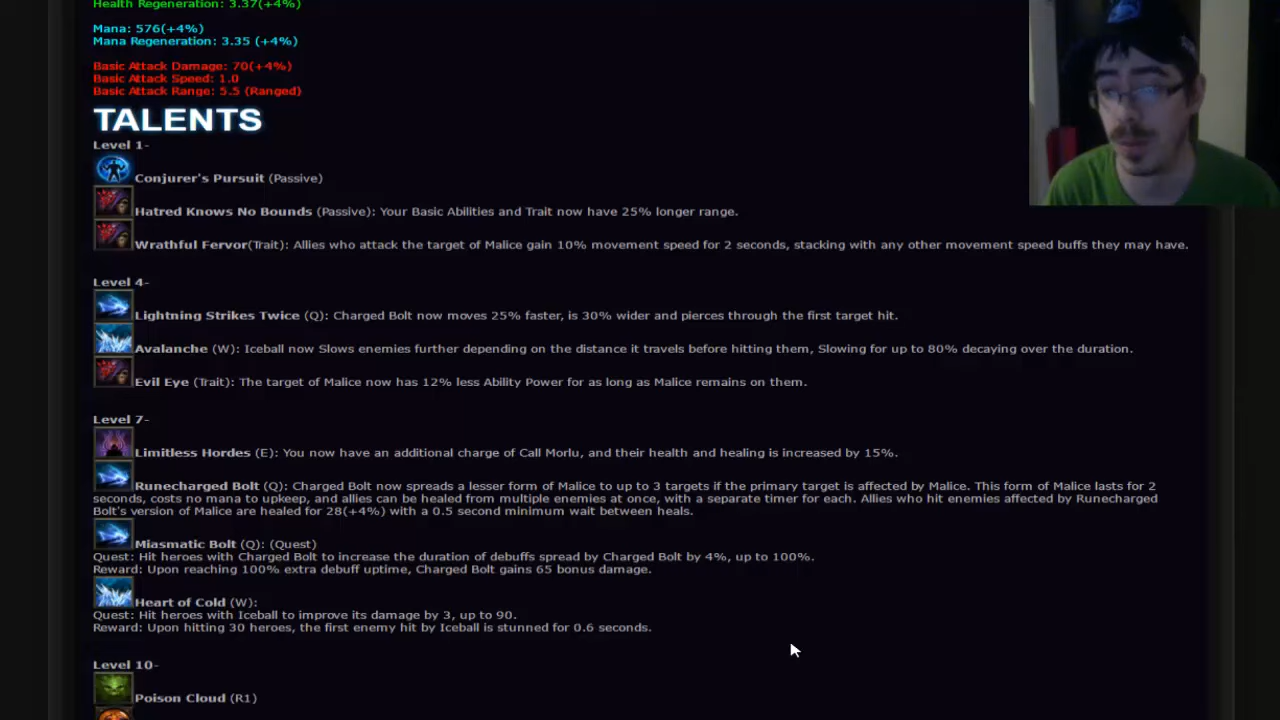 Health Regeneration: 3.37(+4%)
Mana: 576(+4%)
Mana Regeneration: 3.35 (+4%)
Basic Attack Damage: 70(+4%)
Basic Attack Speed: 1.0
Basic Attack Range: 5.5 (Ranged)
TALENTS
Level 1-
Conjurer's Pursuit (Passive)
Hatred Knows No Bounds (Passive): Your Basic Abilities and Trait now have 25% longer range.
Wrathful Fervor(Trait): Allies who attack the target of Malice gain 10% movement speed for 2 seconds, stacking with any other movement speed buffs they may have.
Level 4-
Lightning Strikes Twice (Q): Charged Bolt now moves 25% faster, is 30% wider and pierces through the first target hit.
Avalanche (W): Iceball now Slows enemies further depending on the distance it travels before hitting them, Slowing for up to 80% decaying over the duration.
Evil Eye (Trait): The target of Malice now has 12% less Ability Power for as long as Malice remains on them.
Level 7-
Limitless Hordes (E): You now have an additional charge of Call Morlu, and their health and healing is increased by 15%.
Runecharged Bolt (Q): Charged Bolt now spreads a lesser form of Malice to up to 3 targets if the primary target is affected by Malice. This form of Malice lasts for 2
seconds, costs no mana to upkeep, and allies can be healed from multiple enemies at once, with a separate timer for each. Allies who hit enemies affected by Runecharged
Bolt's version of Malice are healed for 28(+4%) with a 0.5 second minimum wait between heals.
Miasmatic Bolt (Q): (Quest)
Quest: Hit heroes with Charged Bolt to increase the duration of debuffs spread by Charged Bolt by 4%, up to 100%.
Reward: Upon reaching 100% extra debuff uptime, Charged Bolt gains 65 bonus damage.
Heart of Cold (W):
Quest: Hit heroes with Iceball to improve its damage by 3, up to 90.
Reward: Upon hitting 30 heroes, the first enemy hit by Iceball is stunned for 0.6 seconds.
Level 10-
Poison Cloud (R1)